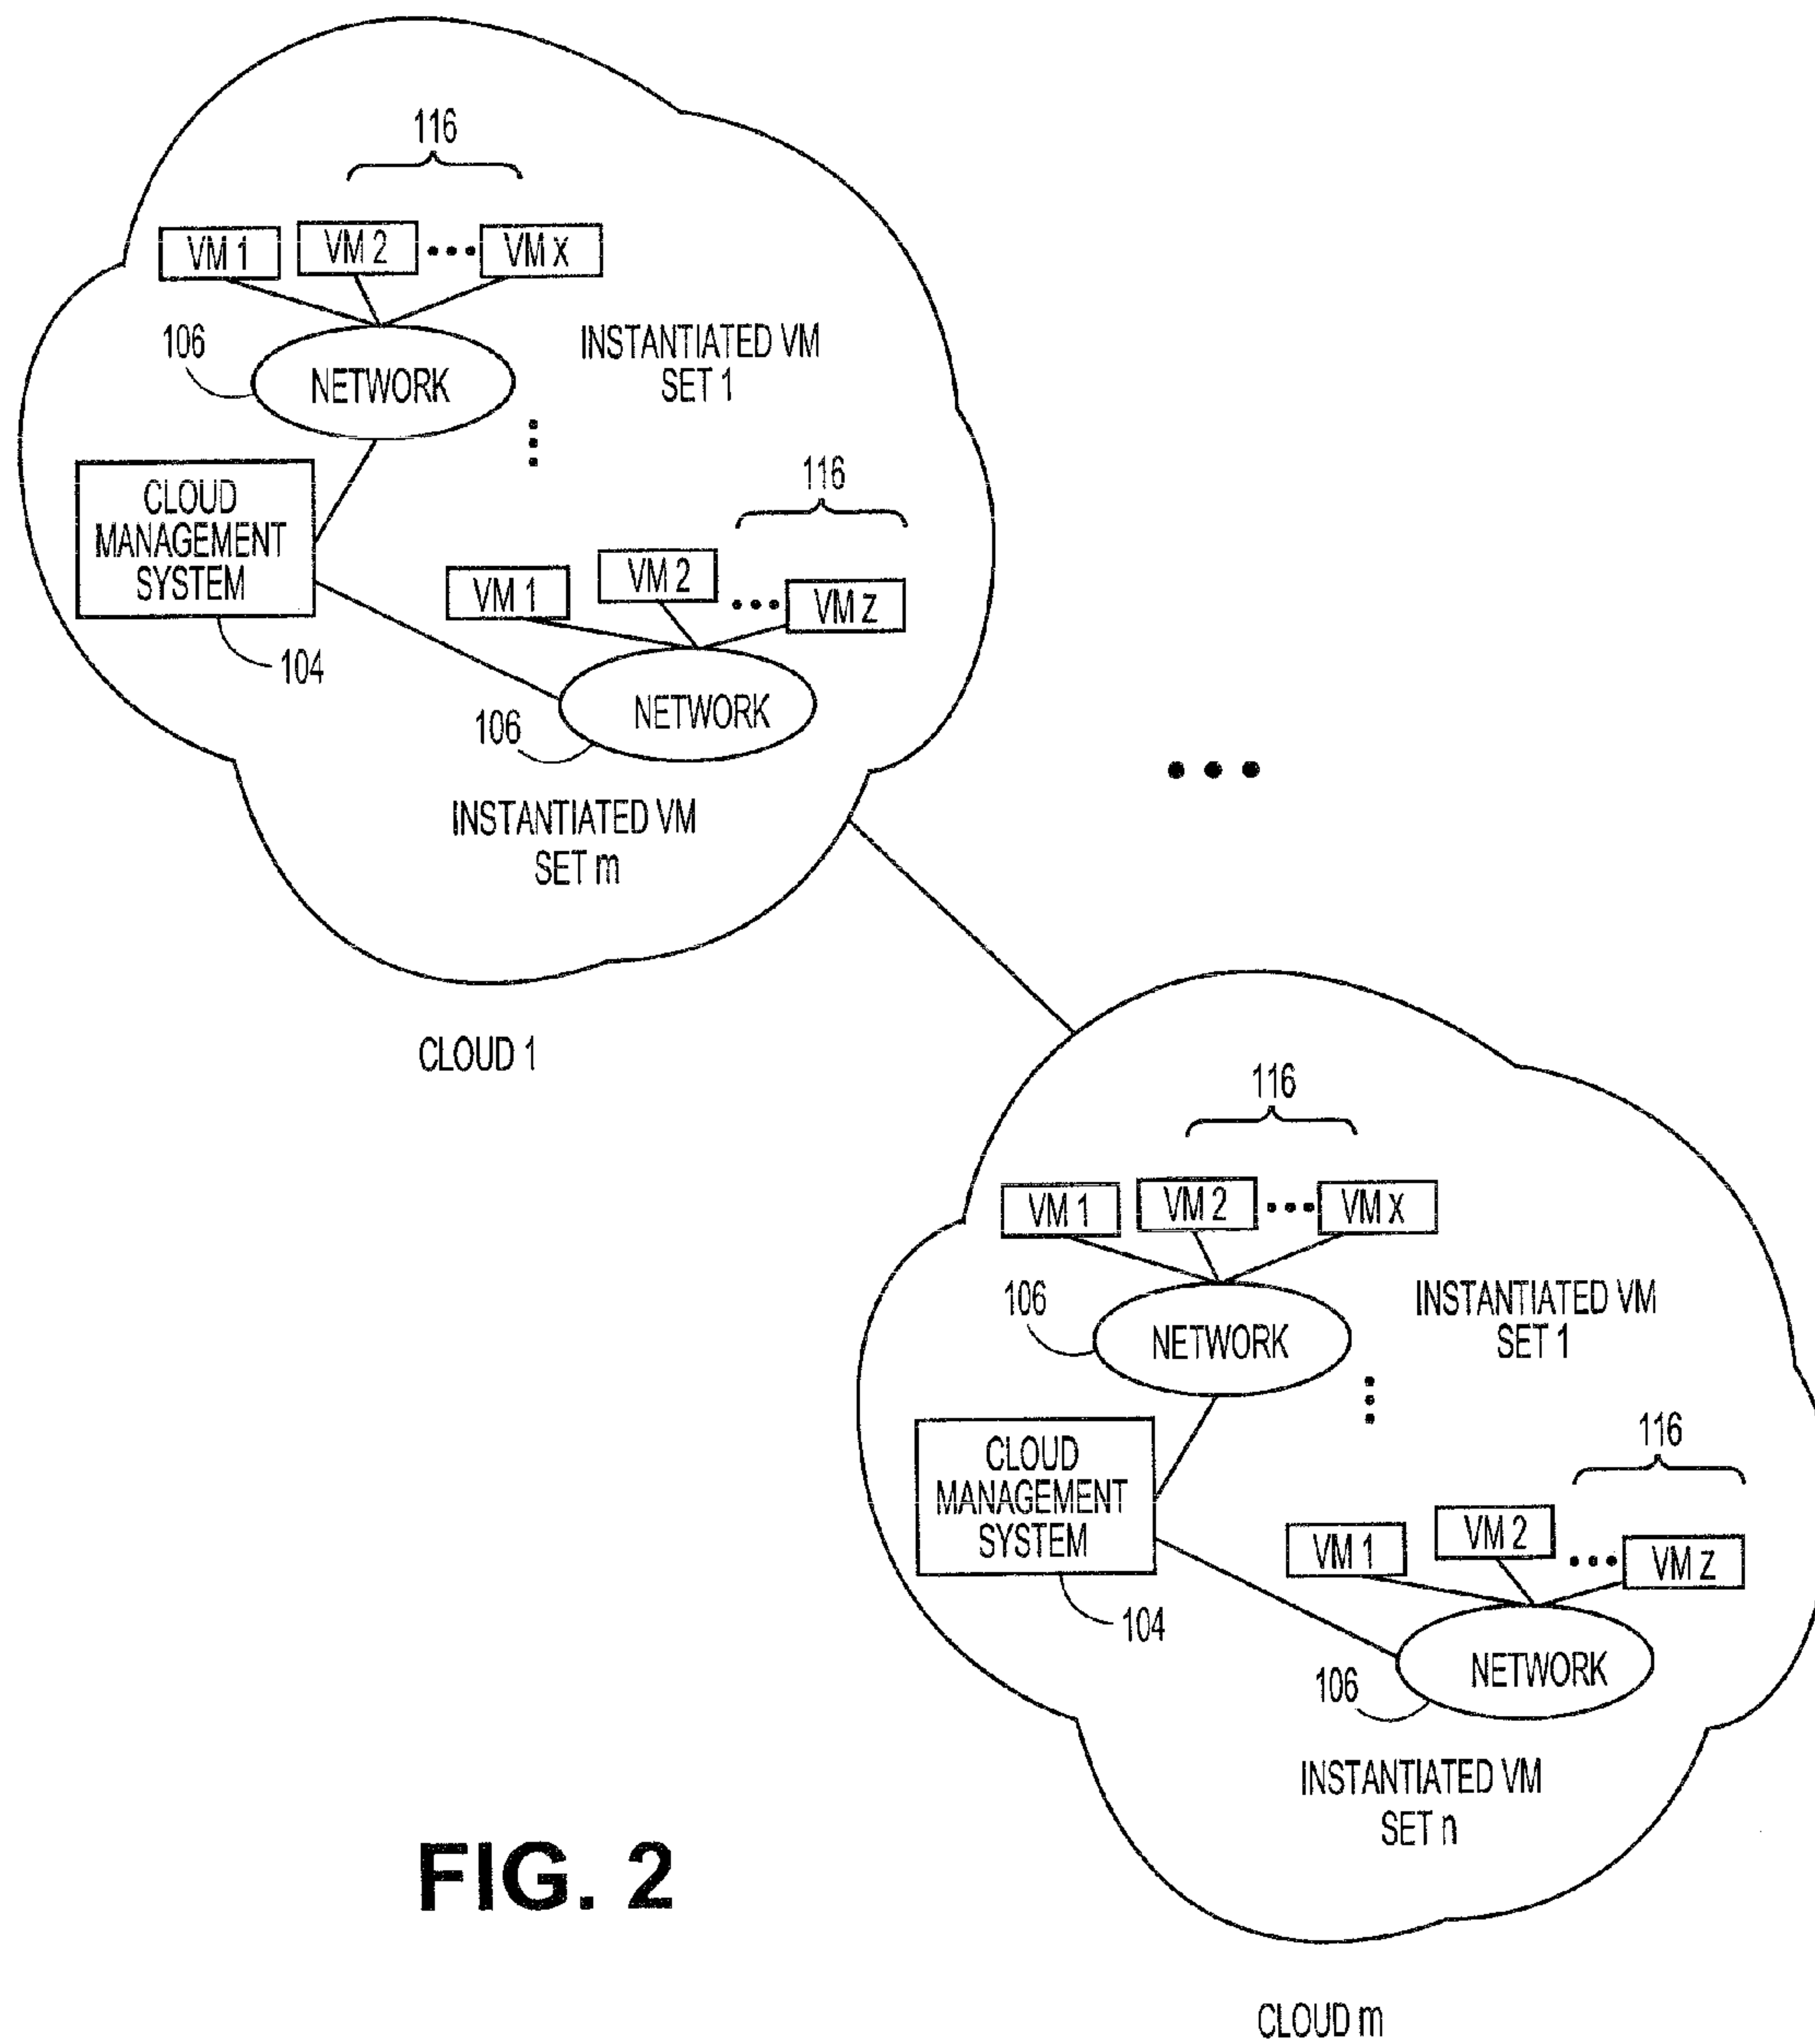 116
VM 1
VM 2
VM X
106
NETWORK
INSTANTIATED VM
SET 1
CLOUD
MANAGEMENT
SYSTEM
104
116
VM 1
VM 2
VM Z
106
NETWORK
INSTANTIATED VM
SET m
CLOUD 1
116
VM 1
VM 2
VM X
106
NETWORK
INSTANTIATED VM
SET 1
CLOUD
MANAGEMENT
SYSTEM
104
116
VM 1
VM 2
VM Z
106
NETWORK
INSTANTIATED VM
SET n
FIG. 2
CLOUD m